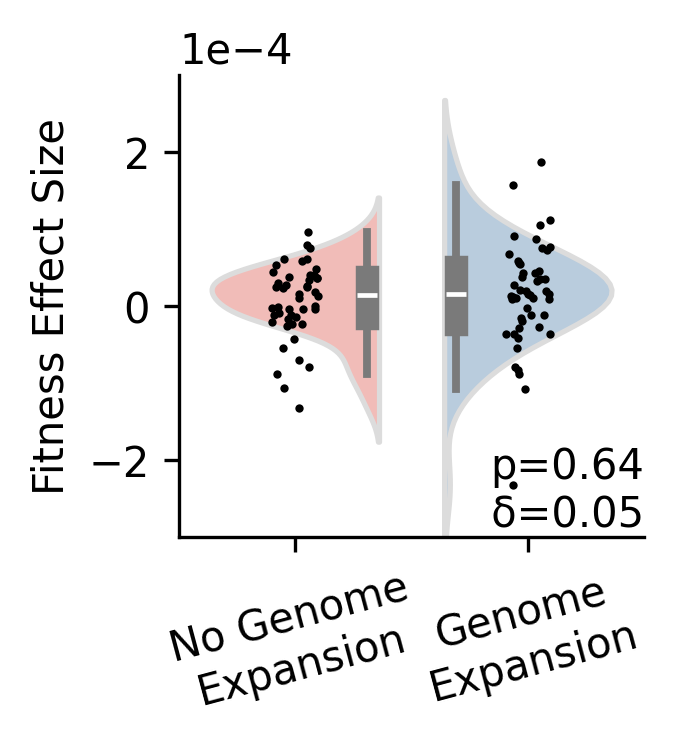 1e−4
Fitness Effect Size
2
0
−2
p=0.64
δ=0.05
No Genome
Expansion
Genome
Expansion